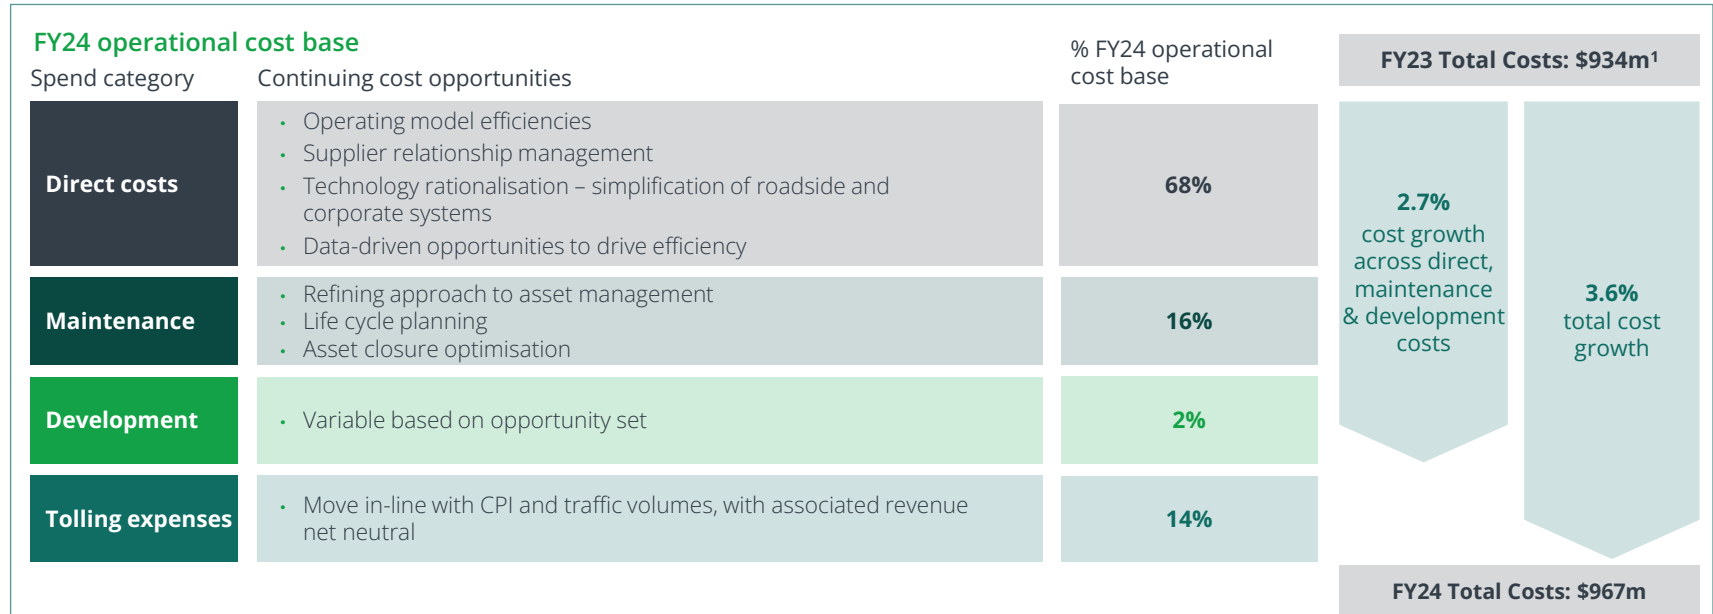 FY24 operational cost base
Spend category
Continuing cost opportunities
% FY24 operational
cost base
FY23 Total Costs: $934m¹
Direct costs
• Operating model efficiencies
• Supplier relationship management
• Technology rationalisation – simplification of roadside and
corporate systems
• Data-driven opportunities to drive efficiency
68%
Maintenance
• Refining approach to asset management
• Life cycle planning
• Asset closure optimisation
16%
Development
• Variable based on opportunity set
2%
Tolling expenses
• Move in-line with CPI and traffic volumes, with associated revenue
net neutral
14%
2.7%
cost growth
across direct,
maintenance
& development
costs
3.6%
total cost
growth
FY24 Total Costs: $967m